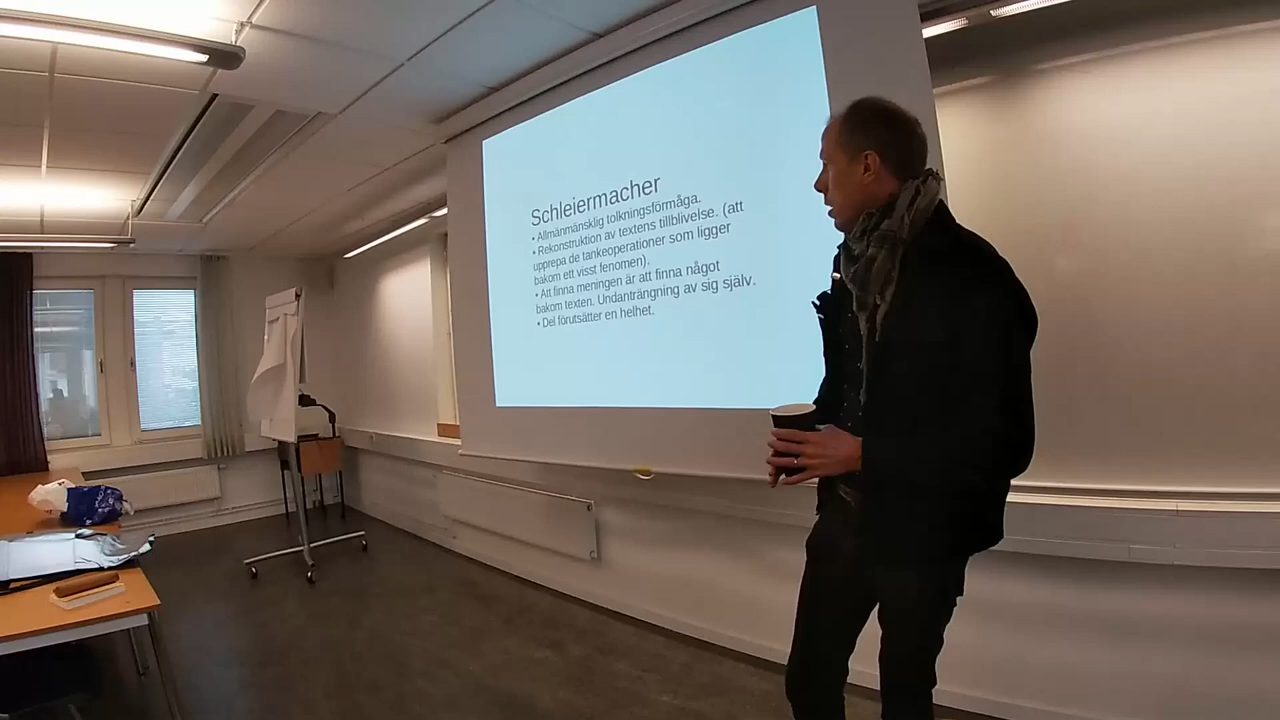 Schleiermacher
• Allmänmänsklig tolkningsförmåga.
• Rekonstruktion av textens tillblivelse. (att
upprepa de tankeoperationer som ligger
bakom ett visst fenomen).
• Att finna meningen är att finna något
bakom texten. Undanträngning av sig själv.
• Del förutsätter en helhet.